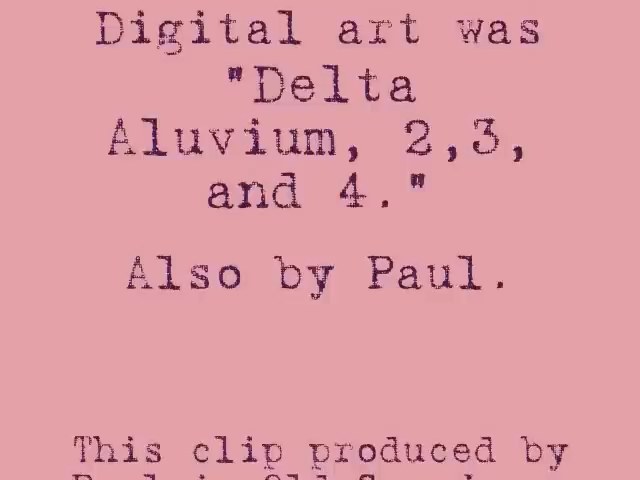 Digital art was
"Delta
Aluvium, 2,3,
and 4."
Also by Paul.
This clip produced by